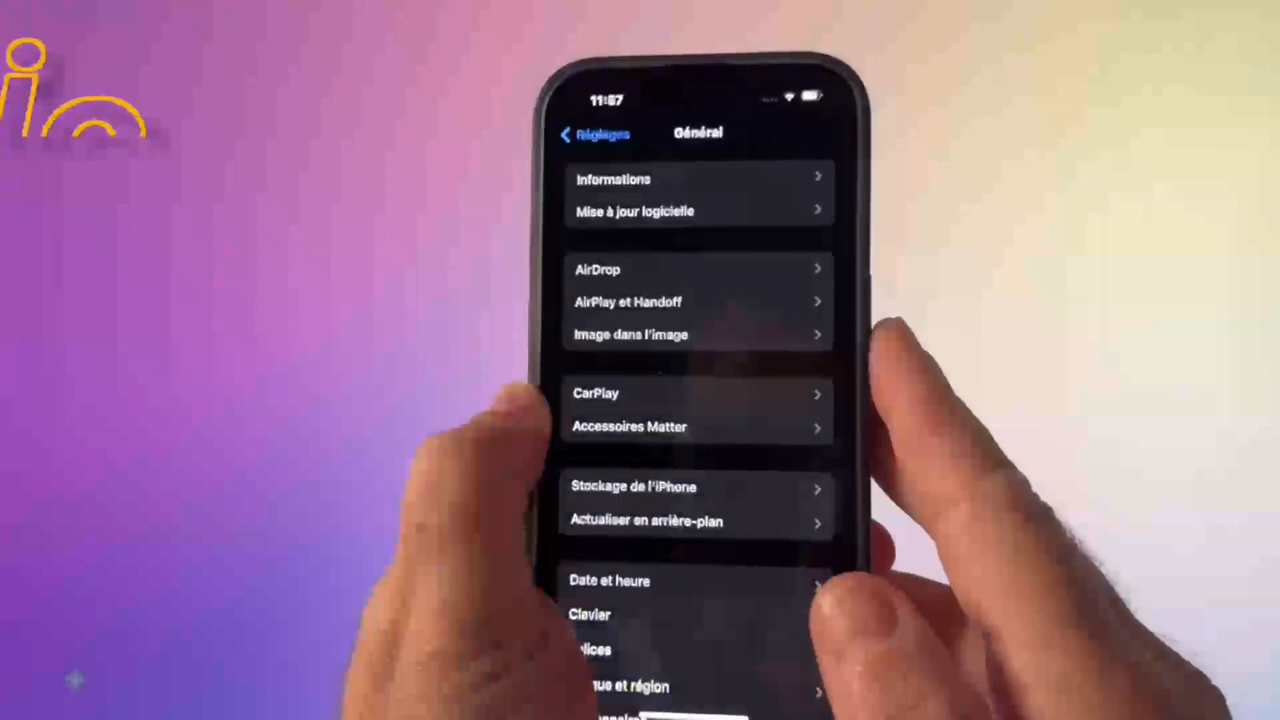 11:57
Réglages
Général
Informations
Mise à jour logicielle
AirDrop
AirPlay et Handoff
Image dans l'image
CarPlay
Accessoires Matter
Stockage de l'iPhone
Actualiser en arrière-plan
Date et heure
Clavier
et région